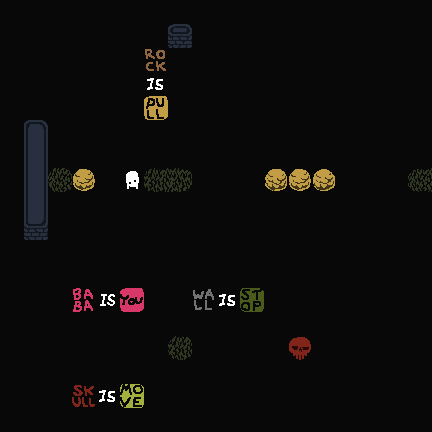 ROCK
IS
PULL
BABA IS YOU WALL IS STOP
SKULL IS MOVE